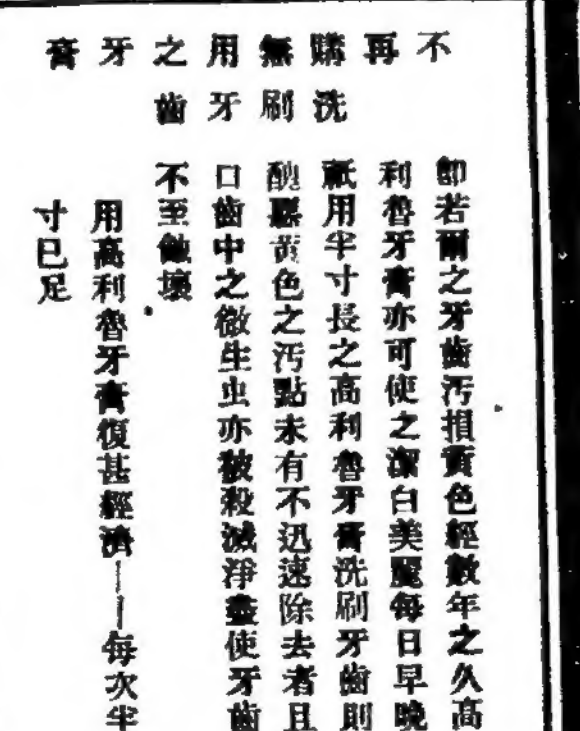 不再購無用之牙膏
洗刷牙齒
即若爾之牙齒污損黃色經數年之久高
利魯牙膏亦可使之潔白美麗每日早晚
祇用半寸長之高利魯牙膏洗刷牙齒則
醜惡黃色之污點未有不迅速除去者且
口齒中之微生虫亦被殺滅淨盡使牙齒
不至蝕壞
用高利魯牙膏復甚經濟——每次半
寸已足